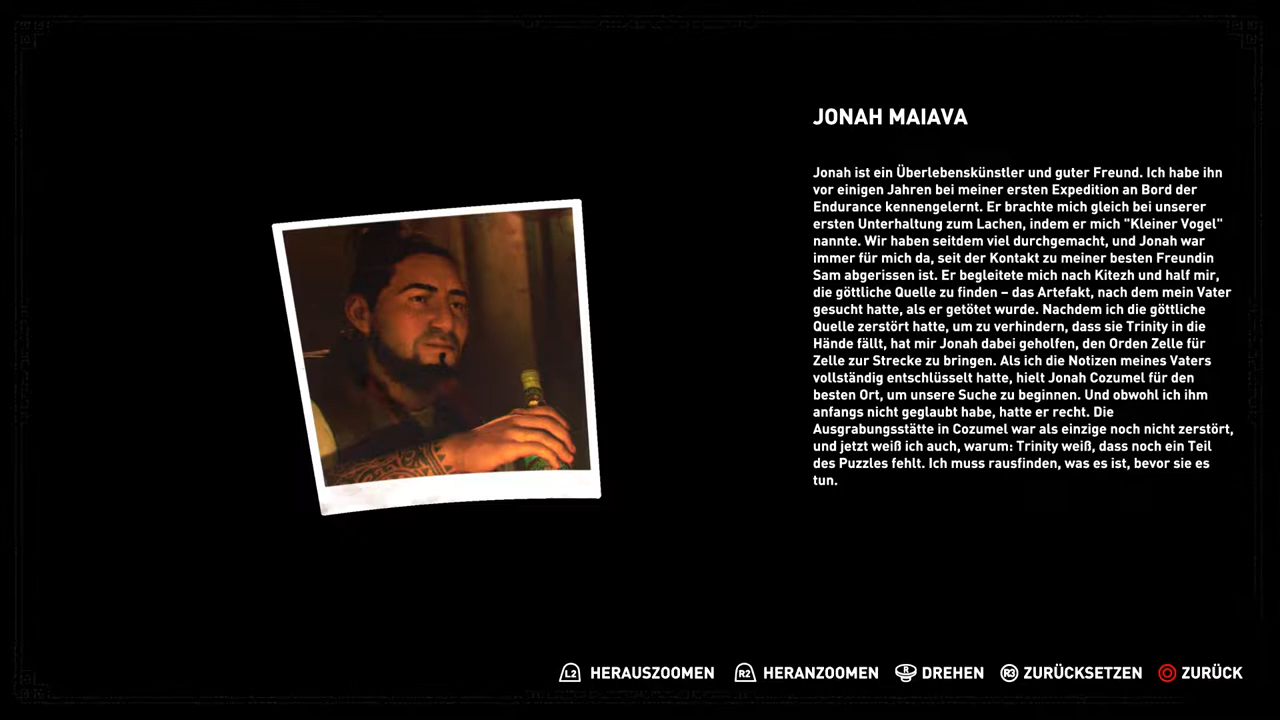 JONAH MAIAVA
Jonah ist ein Überlebenskünstler und guter Freund. Ich habe ihn
vor einigen Jahren bei meiner ersten Expedition an Bord der
Endurance kennengelernt. Er brachte mich gleich bei unserer
ersten Unterhaltung zum Lachen, indem er mich "Kleiner Vogel"
nannte. Wir haben seitdem viel durchgemacht, und Jonah war
immer für mich da, seit der Kontakt zu meiner besten Freundin
Sam abgerissen ist. Er begleitete mich nach Kitezh und half mir,
die göttliche Quelle zu finden – das Artefakt, nach dem mein Vater
gesucht hatte, als er getötet wurde. Nachdem ich die göttliche
Quelle zerstört hatte, um zu verhindern, dass sie Trinity in die
Hände fällt, hat mir Jonah dabei geholfen, den Orden Zelle für
Zelle zur Strecke zu bringen. Als ich die Notizen meines Vaters
vollständig entschlüsselt hatte, hielt Jonah Cozumel für den
besten Ort, um unsere Suche zu beginnen. Und obwohl ich ihm
anfangs nicht geglaubt habe, hatte er recht. Die
Ausgrabungsstätte in Cozumel war als einzige noch nicht zerstört,
und jetzt weiß ich auch, warum: Trinity weiß, dass noch ein Teil
des Puzzles fehlt. Ich muss rausfinden, was es ist, bevor sie es
tun.
L2 HERAUSZOOMEN R2 HERANZOOMEN R DREHEN R3 ZURÜCKSETZEN ZURÜCK